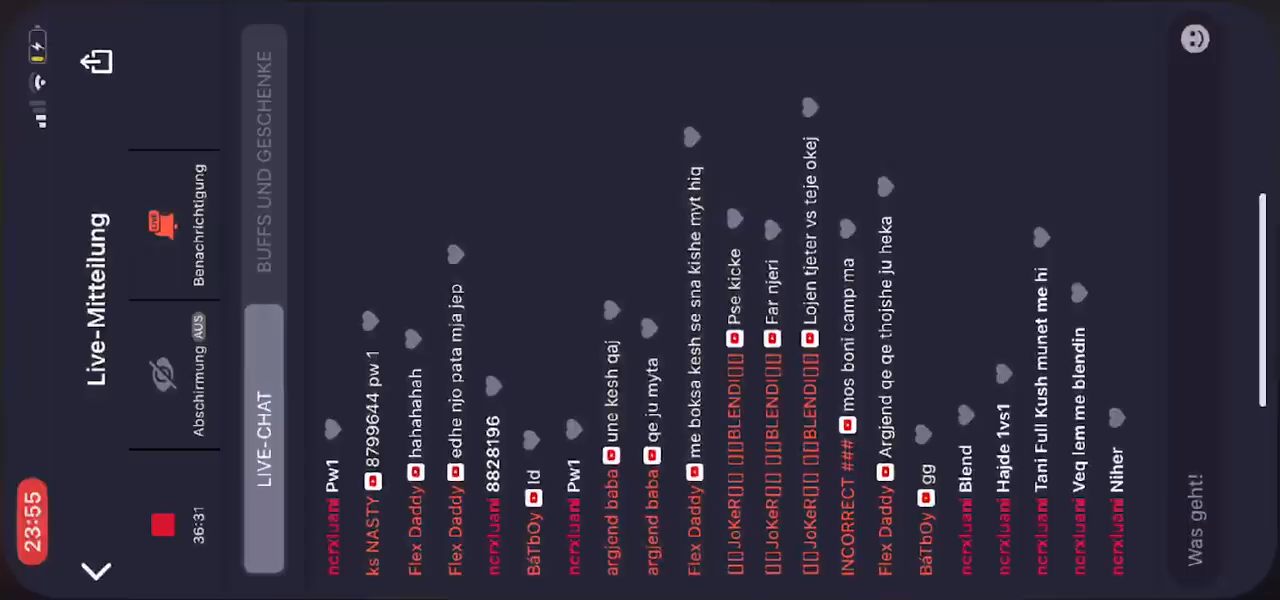 23:55
Live-Mitteilung
36:31
Abschirmung AUS
LIVE
Benachrichtigung
LIVE-CHAT
BUFFS UND GESCHENKE
ncrxluani Pw1
ks NASTY 8799644 pw 1
Flex Daddy hahahahah
Flex Daddy edhe njo pata mja jep
ncrxluani 8828196
BáTbOy Id
ncrxluani Pw1
argjend baba une kesh qaj
argjend baba qe ju myta
Flex Daddy me boksa kesh se sna kishe myt hiq
▯▯JoKeR▯▯ ▯▯BLENDI▯▯ Pse kicke
▯▯JoKeR▯▯ ▯▯BLENDI▯▯ Far njeri
▯▯JoKeR▯▯ ▯▯BLENDI▯▯ Lojen tjeter vs teje okej
INCORRECT ### mos boni camp ma
Flex Daddy Argjend qe qe thojshe ju heka
BáTbOy gg
ncrxluani Blend
ncrxluani Hajde 1vs1
ncrxluani Tani Full Kush munet me hi
ncrxluani Veq lem me blendin
ncrxluani Niher
Was geht!